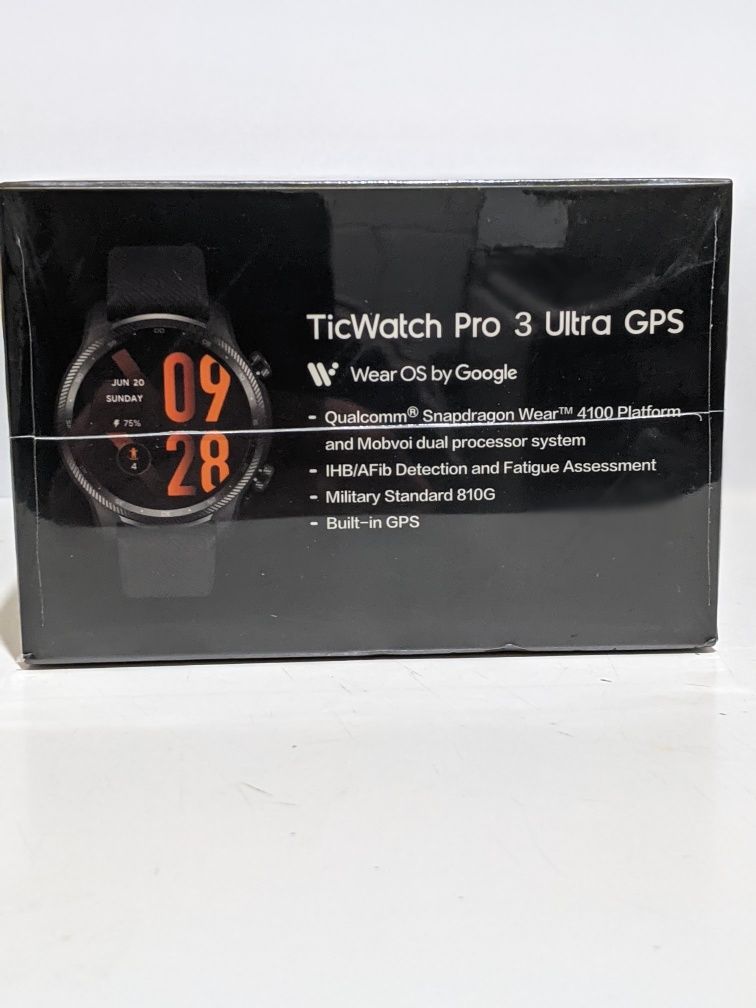 TicWatch Pro 3 Ultra GPS
Wear OS by Google
- Qualcomm® Snapdragon Wear™ 4100 Platform
and Mobvoi dual processor system
- IHB/AFib Detection and Fatigue Assessment
- Military Standard 810G
- Built-in GPS
JUN 20
SUNDAY
75%
4
09
28